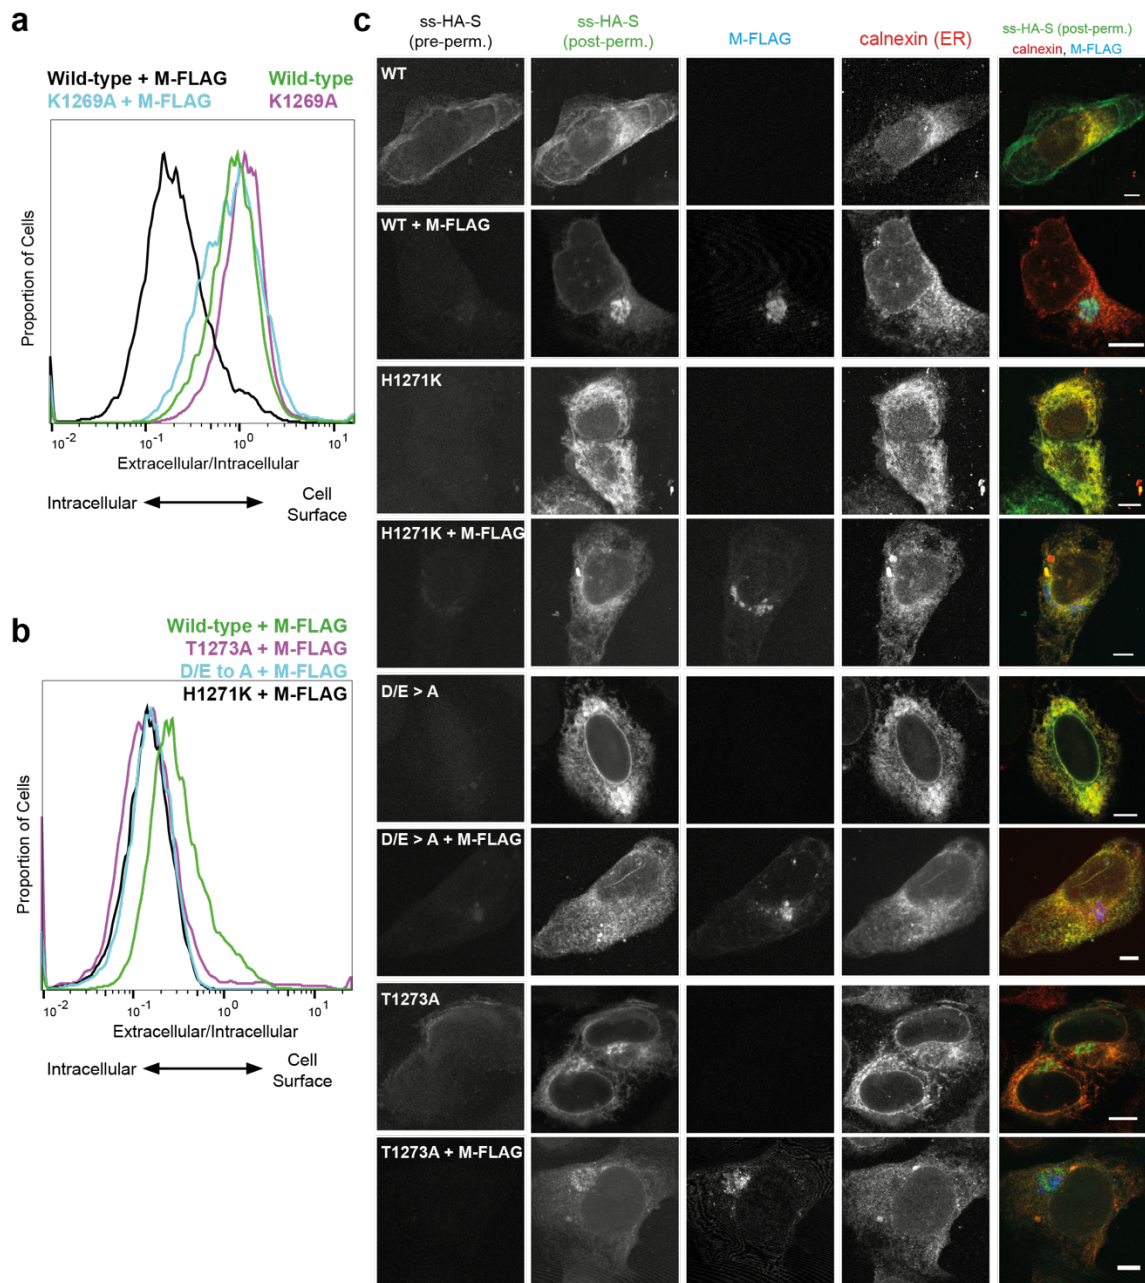 a
Wild-type + M-FLAG
Wild-type
K1269A + M-FLAG
K1269A
Proportion of Cells
10-2
10-1
100
101
Extracellular/Intracellular
Intracellular
Cell
Surface
b
Wild-type + M-FLAG
T1273A + M-FLAG
D/E to A + M-FLAG
H1271K + M-FLAG
Proportion of Cells
10-2
10-1
100
101
Extracellular/Intracellular
Intracellular
Cell
Surface
c
ss-HA-S
(pre-perm.)
ss-HA-S
(post-perm.)
M-FLAG
calnexin (ER)
ss-HA-S (post-perm.)
calnexin, M-FLAG
WT
WT + M-FLAG
H1271K
H1271K + M-FLAG
D/E > A
D/E > A + M-FLAG
T1273A
T1273A + M-FLAG